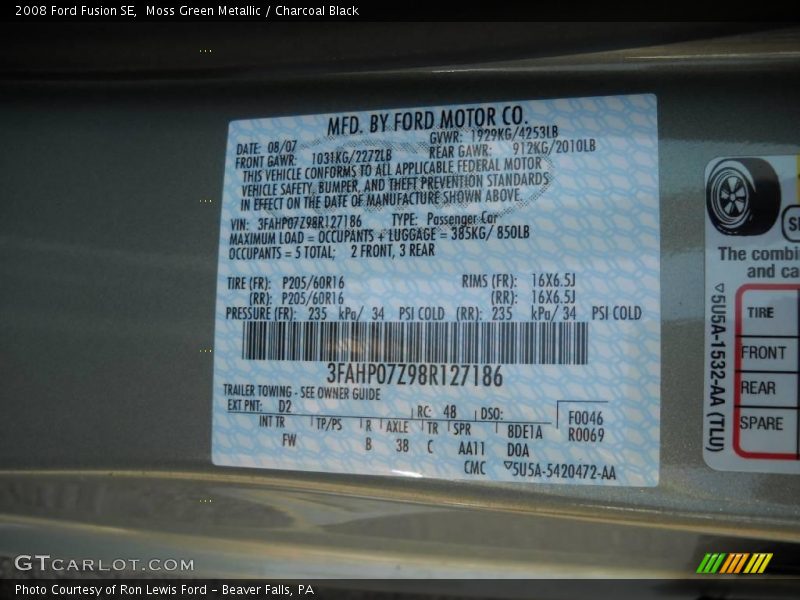 2008 Ford Fusion SE,  Moss Green Metallic / Charcoal Black
MFD. BY FORD MOTOR CO.
DATE: 08/07 GVWR: 1929KG/4253LB
FRONT GAWR: 1031KG/2272LB REAR GAWR: 912KG/2010LB
THIS VEHICLE CONFORMS TO ALL APPLICABLE FEDERAL MOTOR
VEHICLE SAFETY, BUMPER, AND THEFT PREVENTION STANDARDS
IN EFFECT ON THE DATE OF MANUFACTURE SHOWN ABOVE.
VIN: 3FAHP07Z98R127186 TYPE: Passenger Car
MAXIMUM LOAD = OCCUPANTS + LUGGAGE = 385KG/ 850LB
OCCUPANTS = 5 TOTAL; 2 FRONT, 3 REAR
TIRE (FR): P205/60R16 RIMS (FR): 16X6.5J
(RR): P205/60R16 (RR): 16X6.5J
PRESSURE (FR): 235 kPa/ 34 PSI COLD (RR): 235 kPa/ 34 PSI COLD
3FAHP07Z98R127186
TRAILER TOWING - SEE OWNER GUIDE
EXT PNT: D2 RC: 48 DSO: F0046
INT TR TP/PS R AXLE TR SPR 8DE1A R0069
FW B 38 C AA11 DOA
CMC 5U5A-5420472-AA
The combi
and ca
5U5A-1532-AA (TLU)
TIRE
FRONT
REAR
SPARE
GTCARLOT.COM
Photo Courtesy of Ron Lewis Ford - Beaver Falls, PA